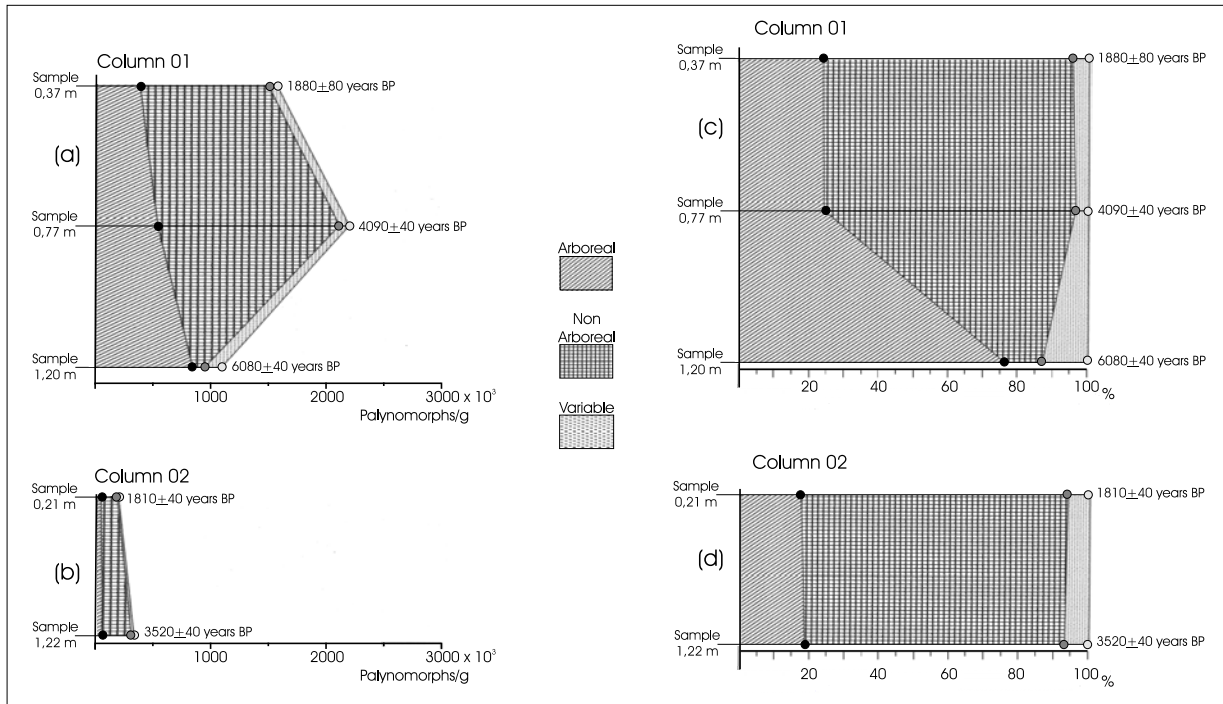 Column 01
Sample
0,37 m
1880±80 years BP
(a)
Sample
0,77 m
4090±40 years BP
Sample
1,20 m
6080±40 years BP
1000
2000
3000 x 10³
Palynomorphs/g
Column 02
Sample
0,21 m
1810±40 years BP
(b)
Sample
1,22 m
3520±40 years BP
1000
2000
3000 x 10³
Palynomorphs/g
Arboreal
Non
Arboreal
Variable
Column 01
Sample
0,37 m
1880±80 years BP
(c)
Sample
0,77 m
4090±40 years BP
Sample
1,20 m
6080±40 years BP
20
40
60
80
100
%
Column 02
Sample
0,21 m
1810±40 years BP
(d)
Sample
1,22 m
3520±40 years BP
20
40
60
80
100
%